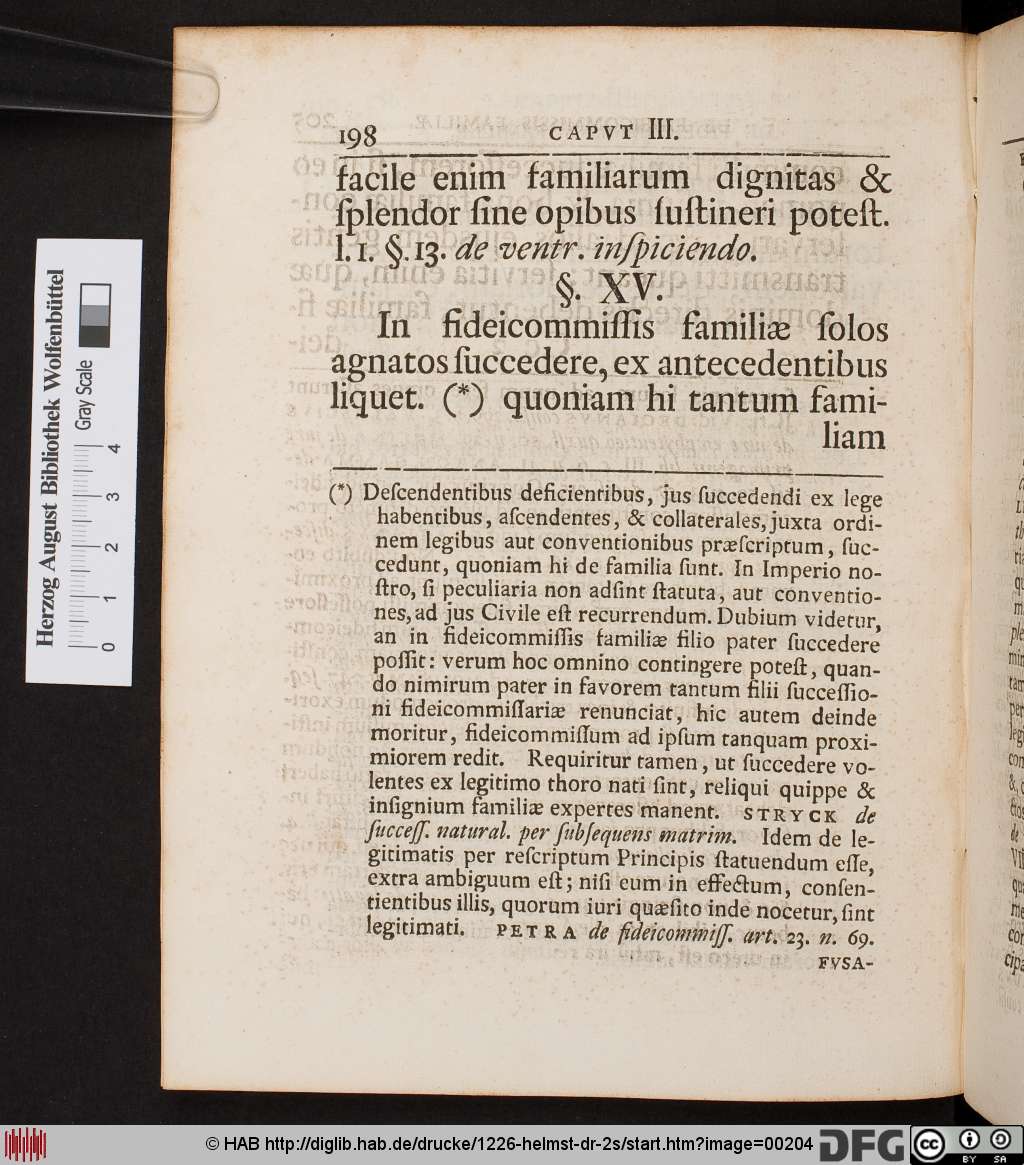 198 CAPVT III.
facile enim familiarum dignitas &
ſplendor ſine opibus ſuſtineri poteſt.
l. 1. §. 13. de ventr. inſpiciendo.
§. XV.
In fideicommiſſis familiæ ſolos
agnatos ſuccedere, ex antecedentibus
liquet. (*) quoniam hi tantum fami-
liam
(*) Deſcendentibus deficientibus, jus ſuccedendi ex lege
habentibus, aſcendentes, & collaterales, juxta ordi-
nem legibus aut conventionibus præſcriptum, ſuc-
cedunt, quoniam hi de familia ſunt. In Imperio no-
ſtro, ſi peculiaria non adſint ſtatuta, aut conventio-
nes, ad jus Civile eſt recurrendum. Dubium videtur,
an in fideicommiſſis familiæ filio pater ſuccedere
poſſit: verum hoc omnino contingere poteſt, quan-
do nimirum pater in favorem tantum filii ſucceſſio-
ni fideicommiſſariæ renunciat, hic autem deinde
moritur, fideicommiſſum ad ipſum tanquam proxi-
miorem redit. Requiritur tamen, ut ſuccedere vo-
lentes ex legitimo thoro nati ſint, reliqui quippe &
inſignium familiæ expertes manent. STRYCK de
ſucceſſ. natural. per ſubſequens matrim. Idem de le-
gitimatis per reſcriptum Principis ſtatuendum eſſe,
extra ambiguum eſt; niſi eum in effectum, conſen-
tientibus illis, quorum iuri quæſito inde nocetur, ſint
legitimati. PETRA de fideicommiſſ. art. 23. n. 69.
FVSA-
Herzog August Bibliothek Wolfenbüttel
Gray Scale
0 1 2 3 4
© HAB http://diglib.hab.de/drucke/1226-helmst-dr-2s/start.htm?image=00204
DFG
cc BY SA